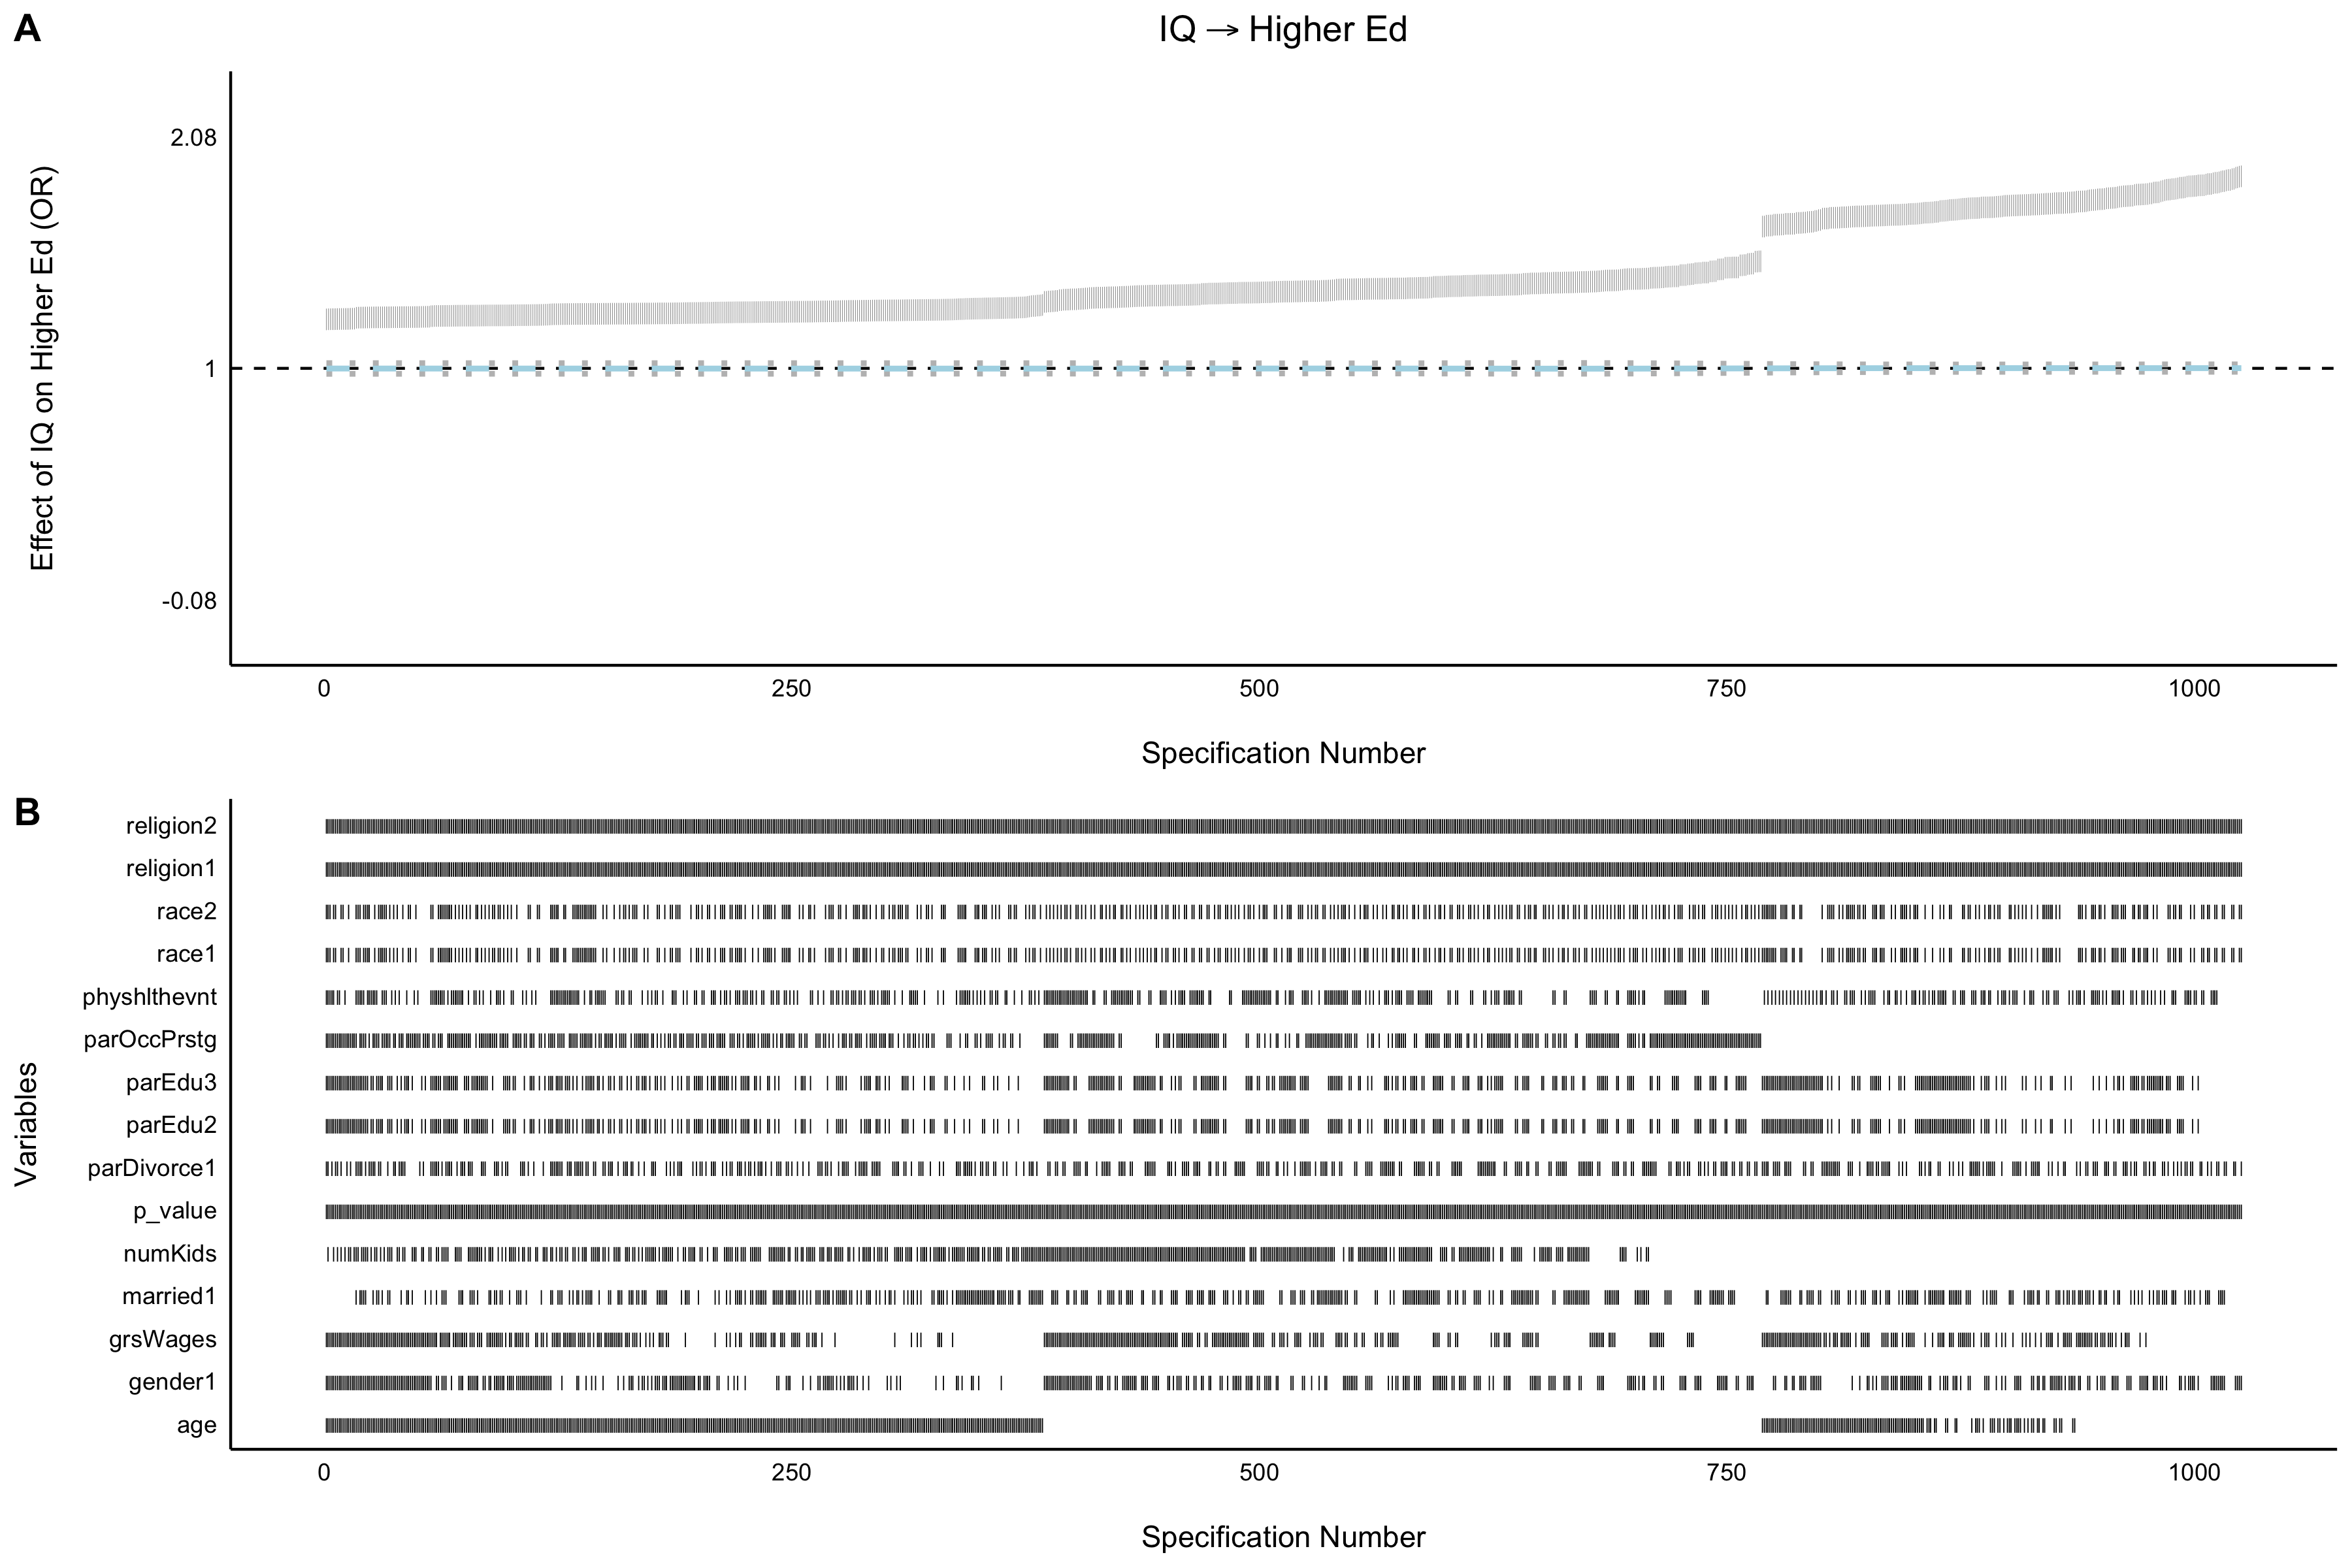 A
IQ → Higher Ed
Effect of IQ on Higher Ed (OR)
2.08
1
-0.08
0 250 500 750 1000
Specification Number
B
Variables
religion2
religion1
race2
race1
physhlthevnt
parOccPrstg
parEdu3
parEdu2
parDivorce1
p_value
numKids
married1
grsWages
gender1
age
0 250 500 750 1000
Specification Number